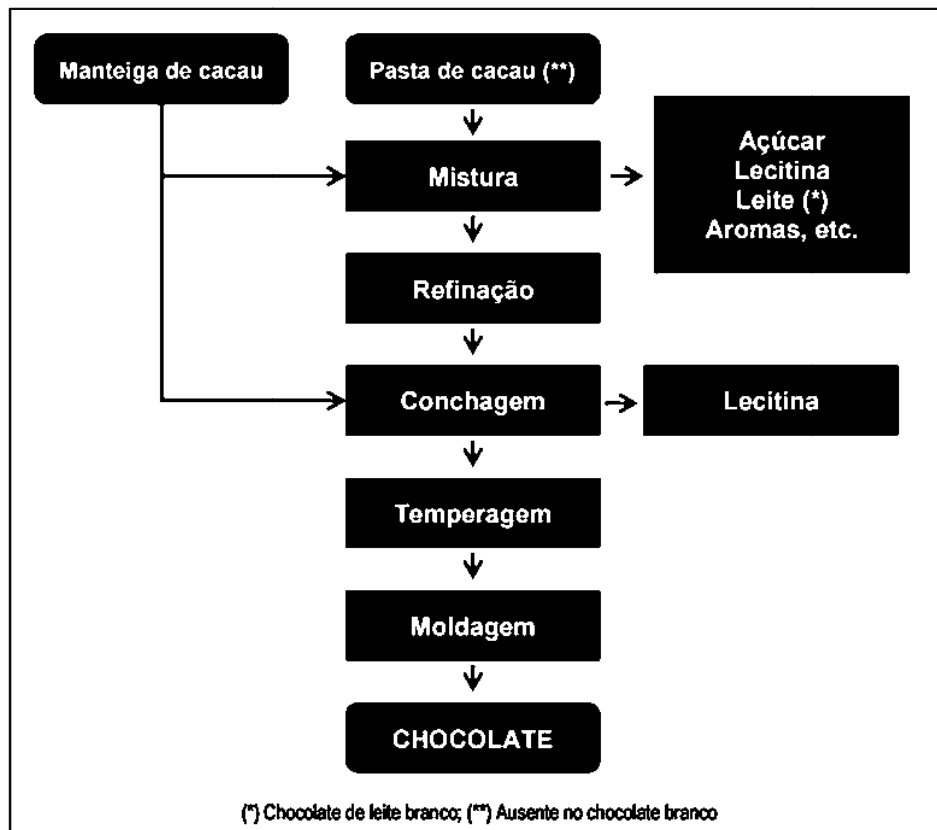 Manteiga de cacau
Pasta de cacau (**)
Mistura
Açúcar
Lecitina
Leite (*)
Aromas, etc.
Refinação
Conchagem
Lecitina
Temperagem
Moldagem
CHOCOLATE
(*) Chocolate de leite branco; (**) Ausente no chocolate branco